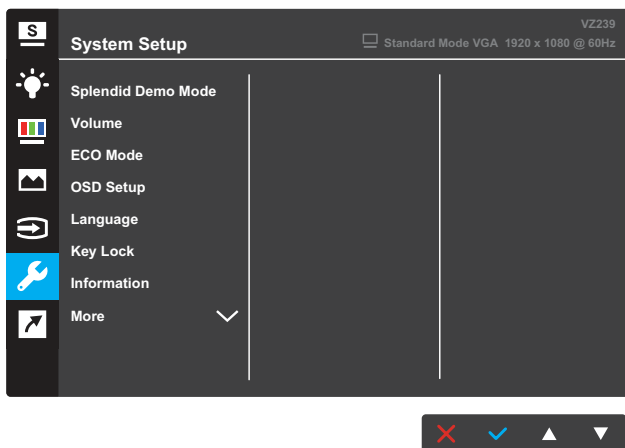 S
VZ239
System Setup
Standard Mode VGA 1920 x 1080 @ 60Hz
Splendid Demo Mode
Volume
ECO Mode
OSD Setup
Language
Key Lock
Information
More